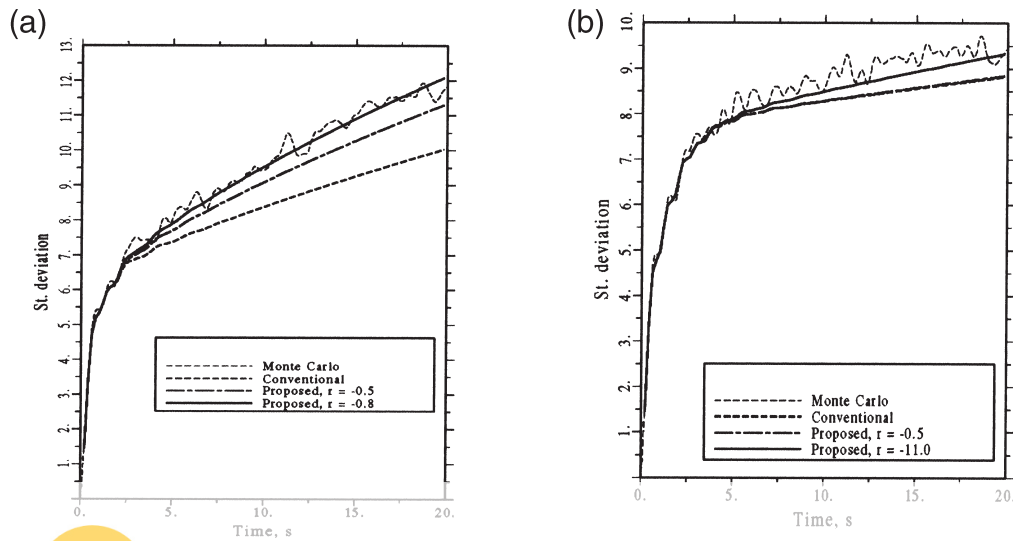 (a)
13.
12.
11.
10.
9.
8.
7.
6.
5.
4.
3.
2.
1.
St. deviation
Monte Carlo
Conventional
Proposed, r = -0.5
Proposed, r = -0.8
0. 5. 10. 15. 20.
Time, s
(b)
10.
9.
8.
7.
6.
5.
4.
3.
2.
1.
St. deviation
Monte Carlo
Conventional
Proposed, r = -0.5
Proposed, r = -11.0
0. 5. 10. 15. 20.
Time, s